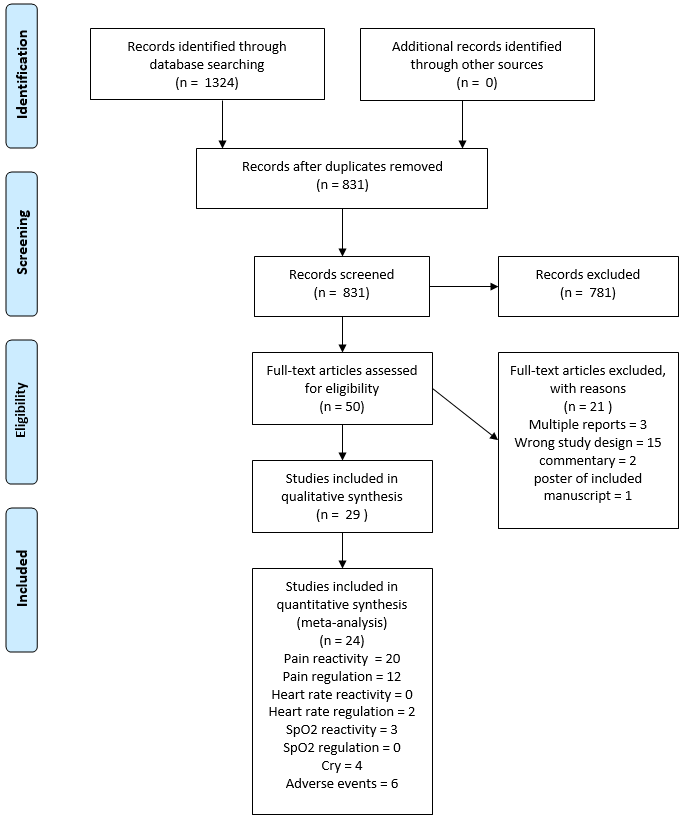 Identification
Records identified through
database searching
(n =  1324)
Additional records identified
through other sources
(n =  0)
Records after duplicates removed
(n = 831)
Screening
Records screened
(n =  831)
Records excluded
(n =  781)
Eligibility
Full-text articles assessed
for eligibility
(n = 50)
Full-text articles excluded,
with reasons
(n = 21 )
Multiple reports = 3
Wrong study design = 15
commentary = 2
poster of included
manuscript = 1
Studies included in
qualitative synthesis
(n =  29 )
Included
Studies included in
quantitative synthesis
(meta-analysis)
(n = 24)
Pain reactivity  = 20
Pain regulation = 12
Heart rate reactivity = 0
Heart rate regulation = 2
SpO2 reactivity = 3
SpO2 regulation = 0
Cry = 4
Adverse events = 6